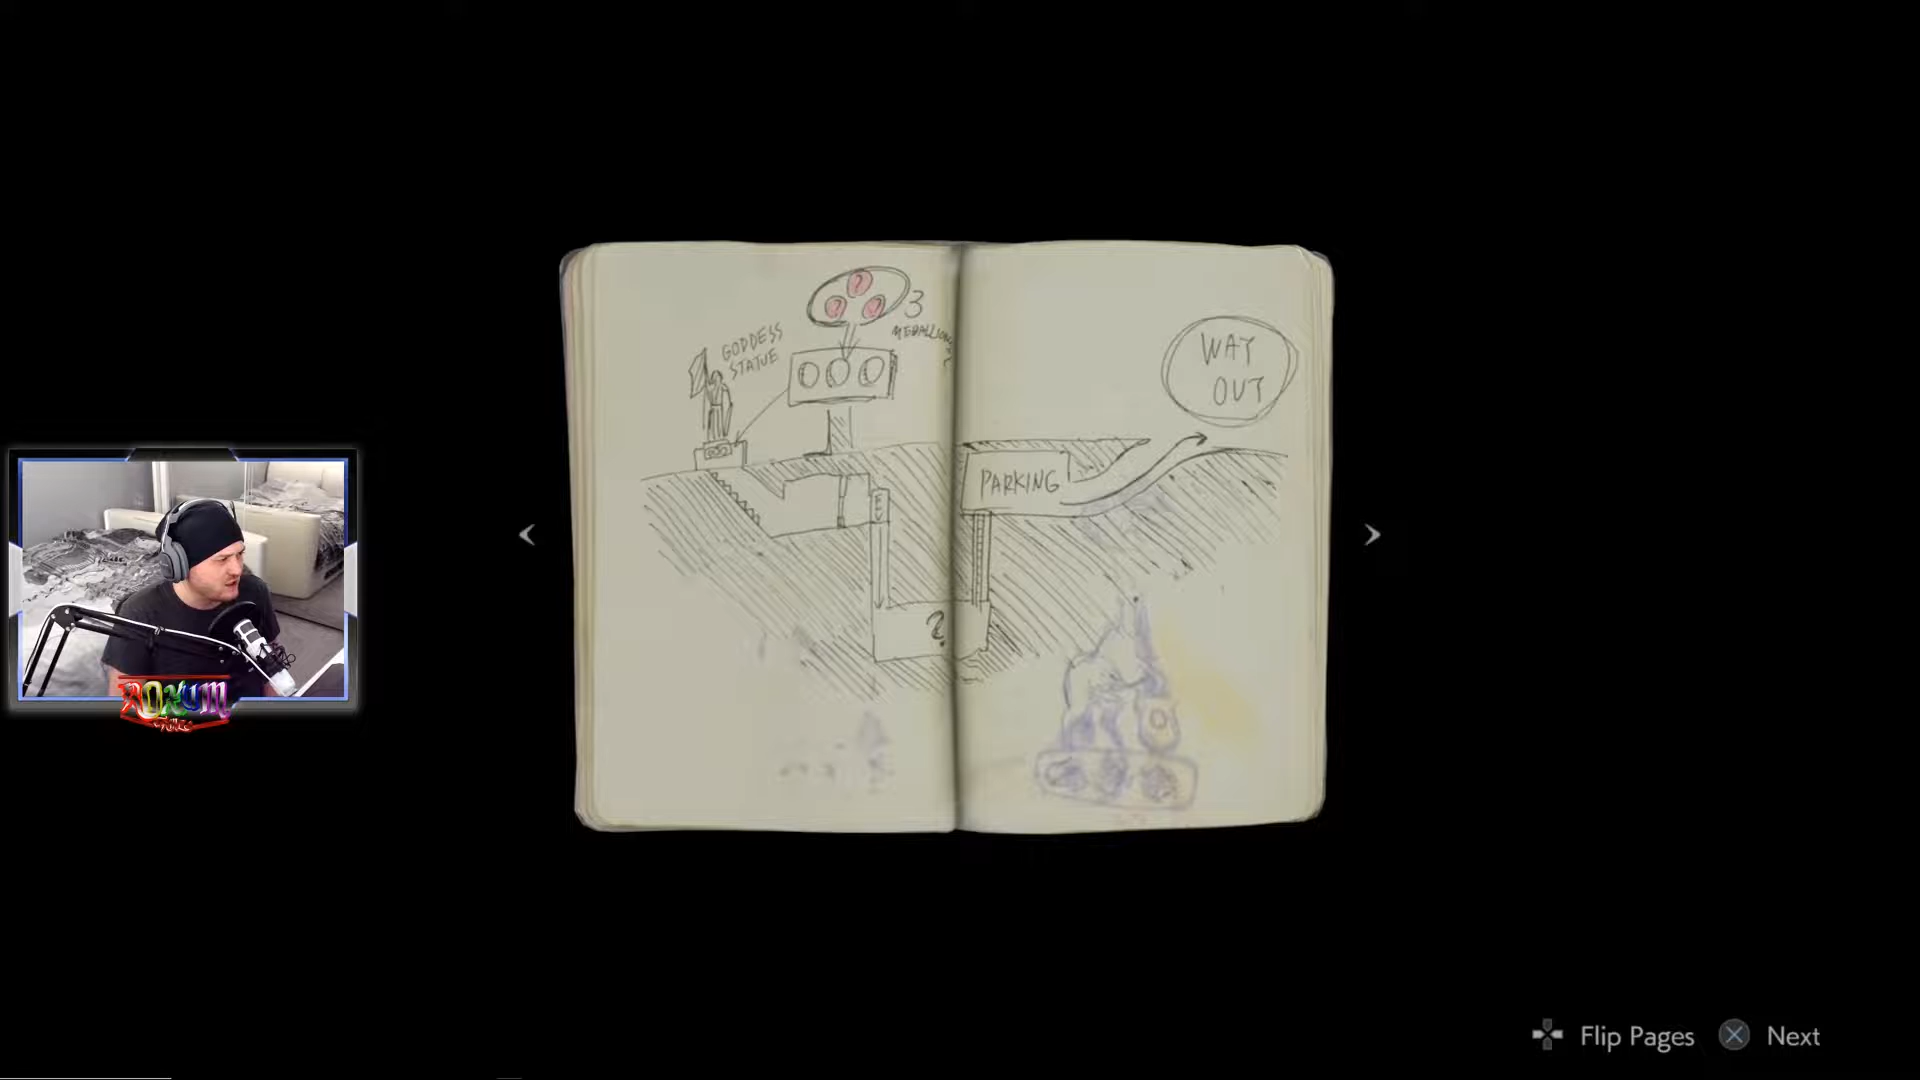 3
MEDALLIONS
GODDESS
STATUE
WAY
OUT
PARKING
?
Flip Pages
Next